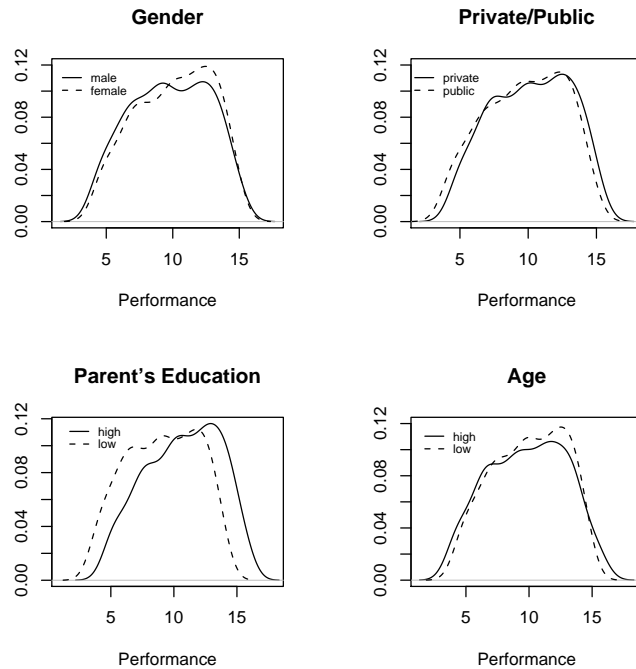 Gender
male
female
0.00 0.04 0.08 0.12
5 10 15
Performance
Private/Public
private
public
0.00 0.04 0.08 0.12
5 10 15
Performance
Parent's Education
high
low
0.00 0.04 0.08 0.12
5 10 15
Performance
Age
high
low
0.00 0.04 0.08 0.12
5 10 15
Performance